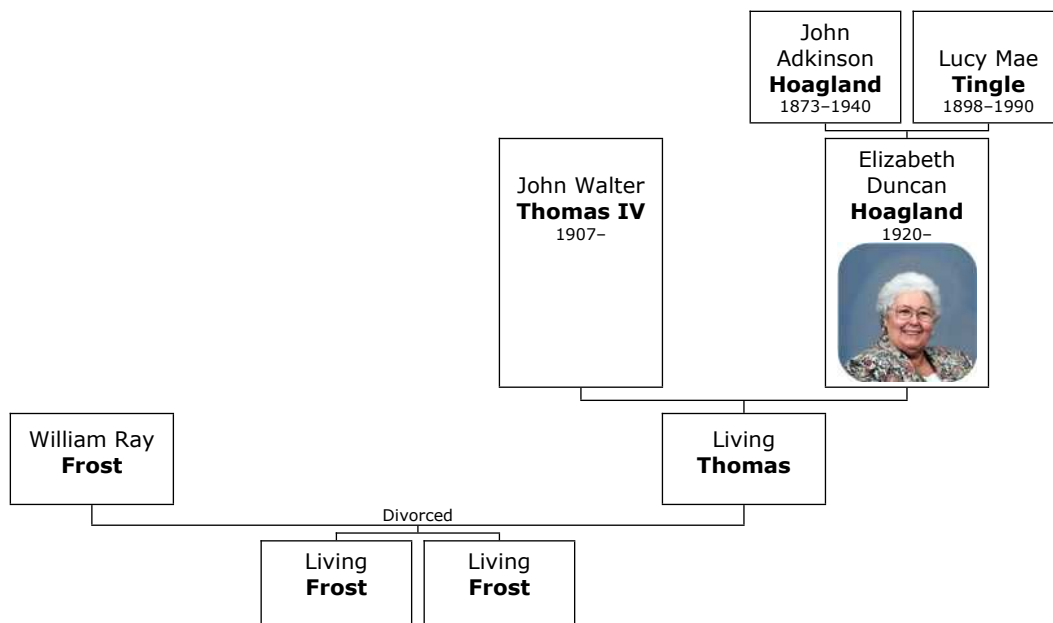 John
Adkinson
Hoagland
1873–1940
Lucy Mae
Tingle
1898–1990
John Walter
Thomas IV
1907–
Elizabeth
Duncan
Hoagland
1920–
William Ray
Frost
Living
Thomas
Divorced
Living
Frost
Living
Frost